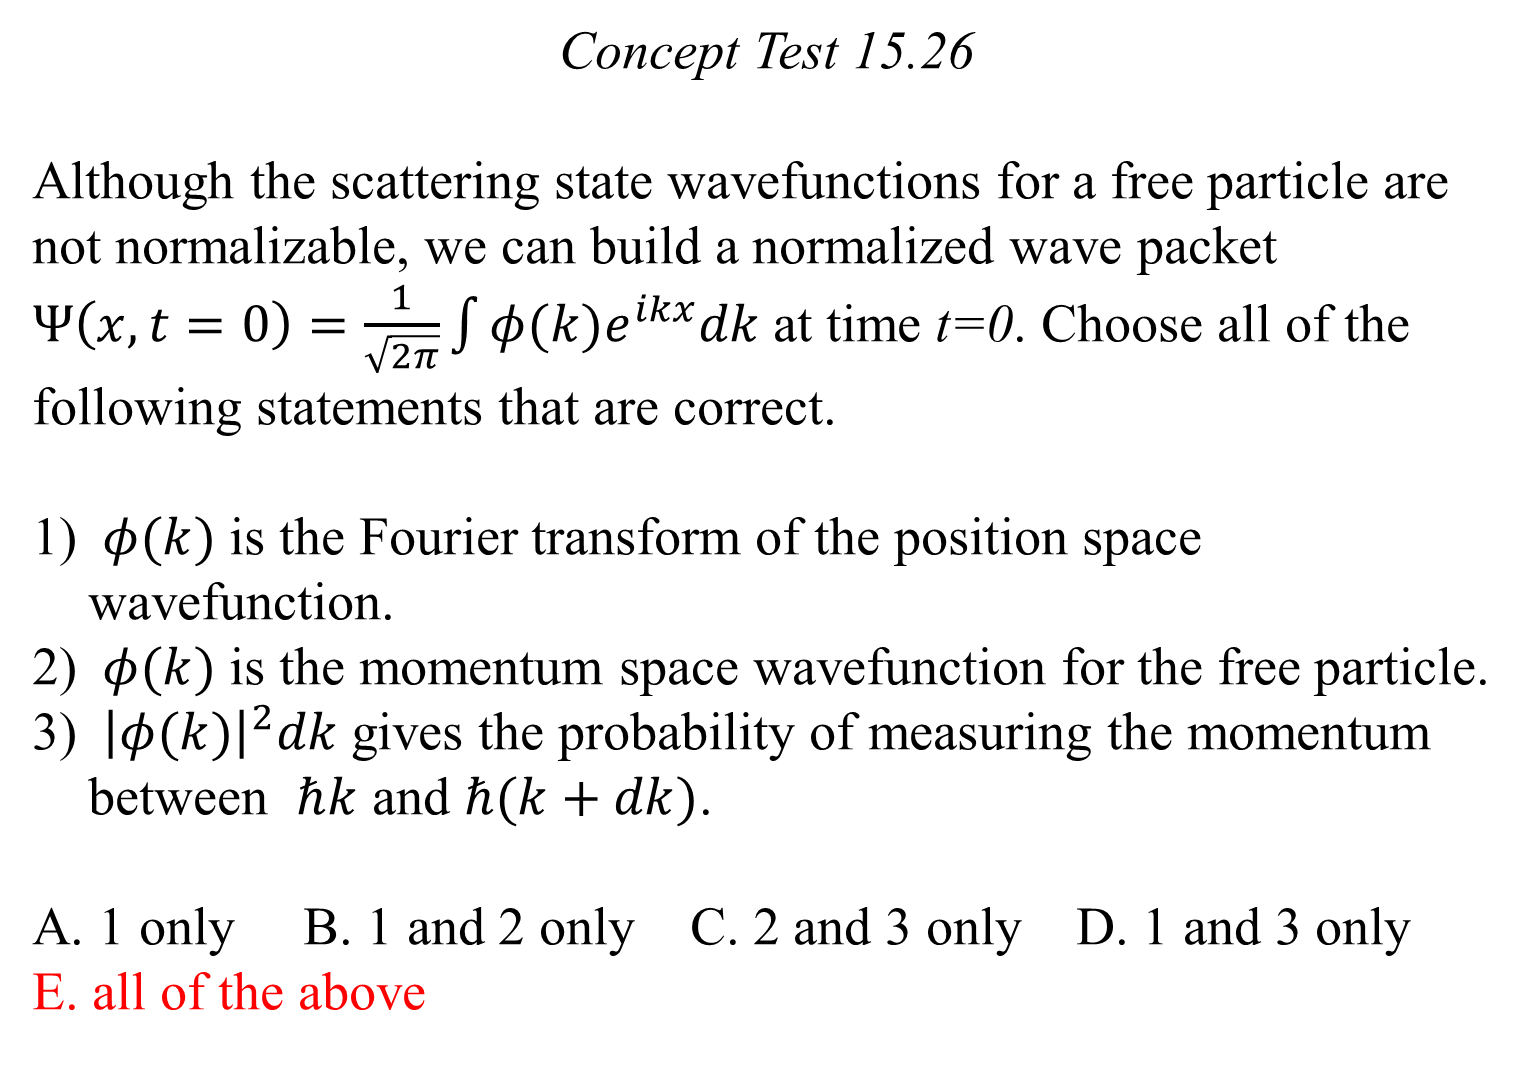 Concept Test 15.26
Although the scattering state wavefunctions for a free particle are
not normalizable, we can build a normalized wave packet
Ψ(x, t = 0) = \frac{1}{\sqrt{2π}} ∫ ϕ(k)e^{ikx}dk at time t=0. Choose all of the
following statements that are correct.
1) ϕ(k) is the Fourier transform of the position space
wavefunction.
2) ϕ(k) is the momentum space wavefunction for the free particle.
3) |ϕ(k)|²dk gives the probability of measuring the momentum
between ℏk and ℏ(k + dk).
A. 1 only B. 1 and 2 only C. 2 and 3 only D. 1 and 3 only
E. all of the above